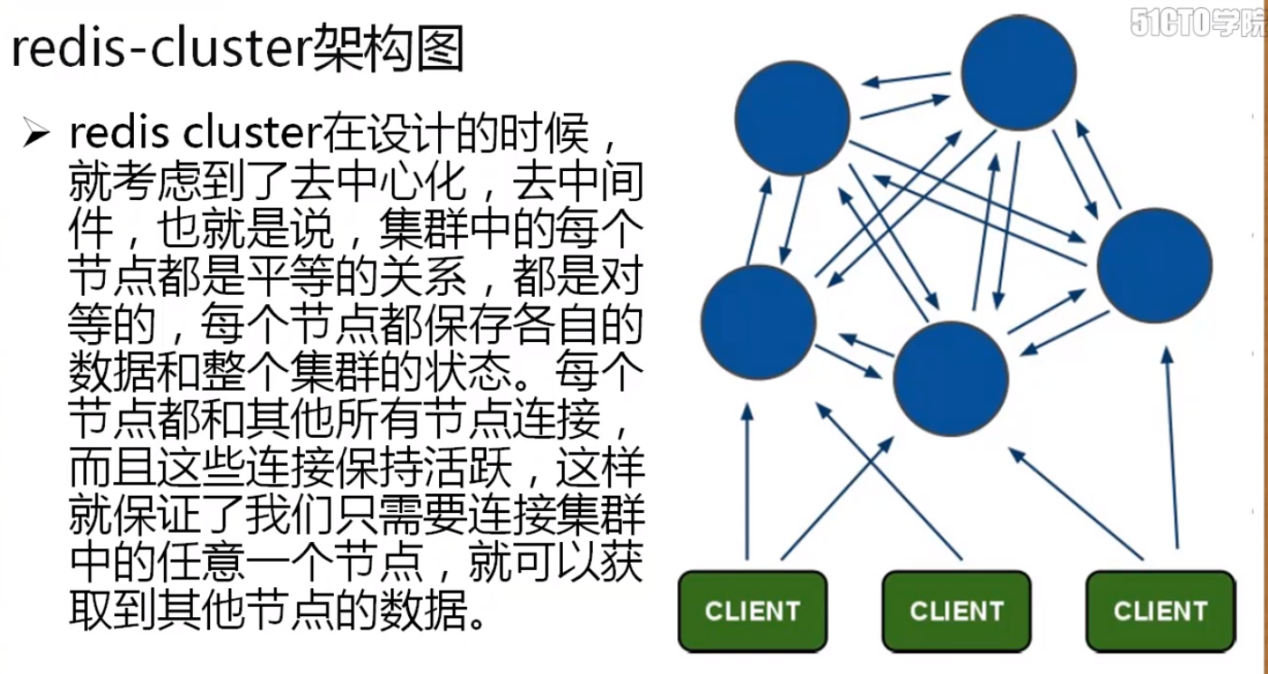 51CTO学院
redis-cluster架构图
➢ redis cluster在设计的时候，
就考虑到了去中心化，去中间
件，也就是说，集群中的每个
节点都是平等的关系，都是对
等的，每个节点都保存各自的
数据和整个集群的状态。每个
节点都和其他所有节点连接，
而且这些连接保持活跃，这样
就保证了我们只需要连接集群
中的任意一个节点，就可以获
取到其他节点的数据。
CLIENT
CLIENT
CLIENT